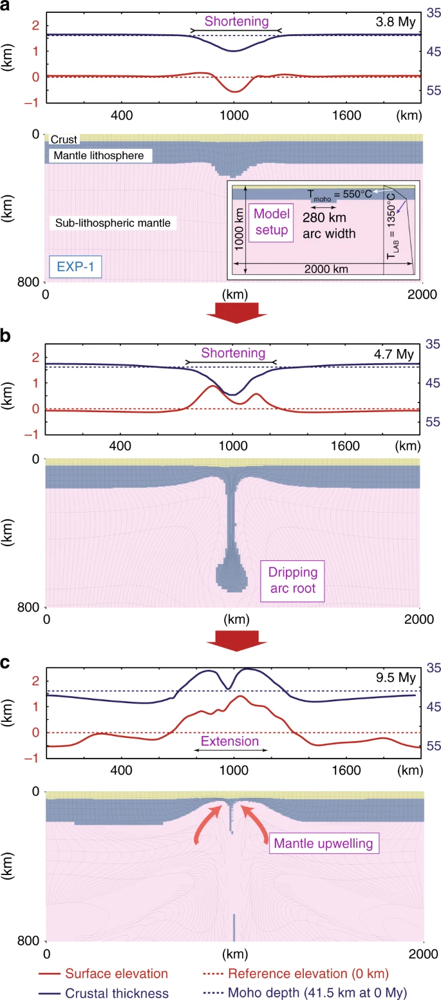 a
Shortening
3.8 My
35
45
55
2
1
0
−1
(km)
400
1000
1600
(km)
0
800
(km)
Crust
Mantle lithosphere
Sub-lithospheric mantle
EXP-1
Model
setup
Tmoho = 550°C
280 km
arc width
1000 km
TLAB = 1350°C
2000 km
0
(km)
2000
b
Shortening
4.7 My
35
45
55
2
1
0
−1
(km)
400
1000
1600
(km)
0
800
(km)
Dripping
arc root
0
(km)
2000
c
9.5 My
35
45
55
2
1
0
−1
(km)
Extension
400
1000
1600
(km)
0
800
(km)
Mantle upwelling
0
(km)
2000
Surface elevation
Reference elevation (0 km)
Crustal thickness
Moho depth (41.5 km at 0 My)